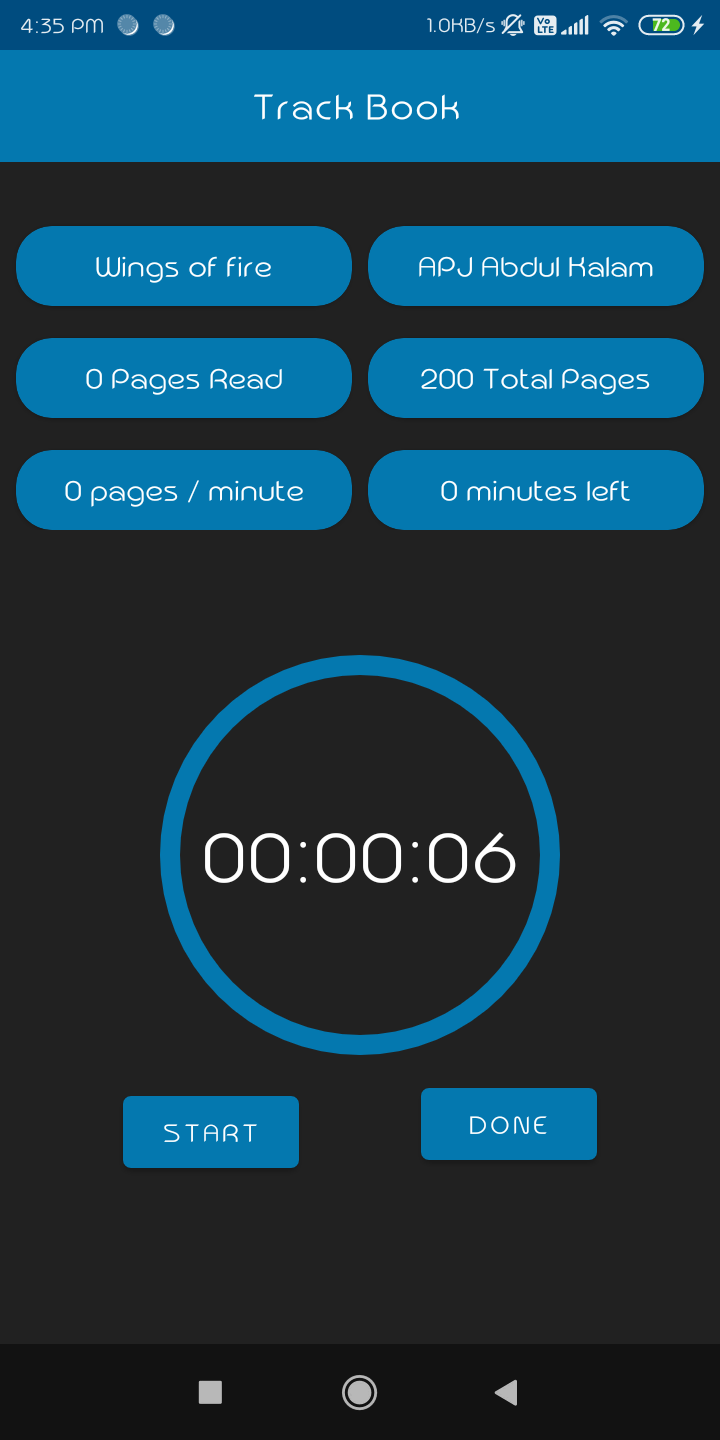 4:35 PM 1.0KB/s Vo LTE 72
Track Book
Wings of fire
APJ Abdul Kalam
0 Pages Read
200 Total Pages
0 pages / minute
0 minutes left
00:00:06
START
DONE